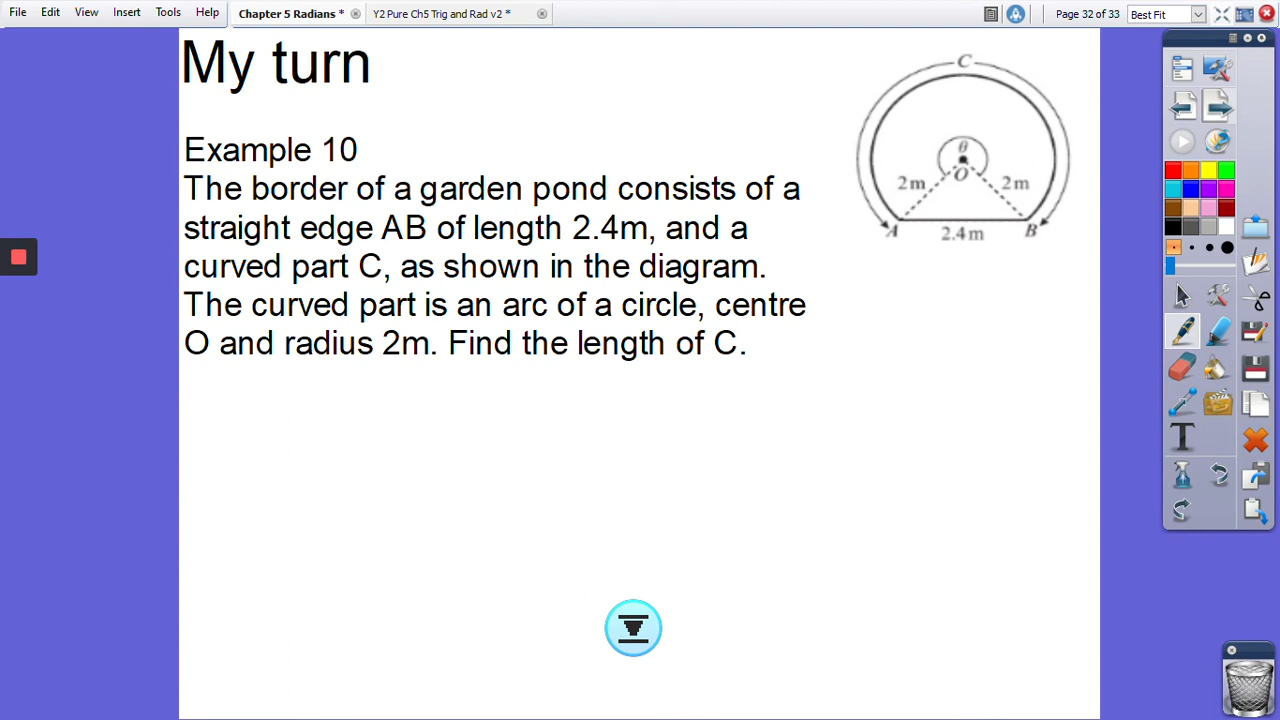 File Edit View Insert Tools Help
Chapter 5 Radians * Y2 Pure Ch5 Trig and Rad v2 *
Page 32 of 33 Best Fit
My turn
Example 10
The border of a garden pond consists of a
straight edge AB of length 2.4m, and a
curved part C, as shown in the diagram.
The curved part is an arc of a circle, centre
O and radius 2m. Find the length of C.
C
θ
O
2 m 2 m
A 2.4 m B
T